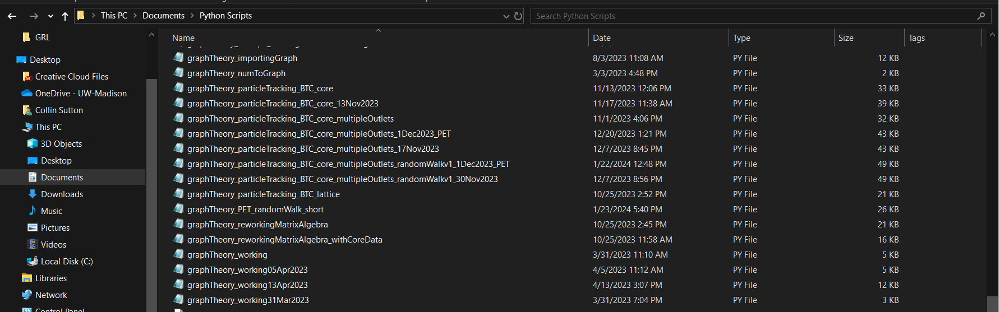 This PC > Documents > Python Scripts
Search Python Scripts
GRL
Desktop
Creative Cloud Files
OneDrive - UW-Madison
Collin Sutton
This PC
3D Objects
Desktop
Documents
Downloads
Music
Pictures
Videos
Local Disk (C:)
Libraries
Network
Control Panel
Name Date Type Size Tags
graphTheory_importingGraph 8/3/2023 11:08 AM PY File 12 KB
graphTheory_numToGraph 3/3/2023 4:48 PM PY File 2 KB
graphTheory_particleTracking_BTC_core 11/13/2023 12:06 PM PY File 33 KB
graphTheory_particleTracking_BTC_core_13Nov2023 11/17/2023 11:38 AM PY File 39 KB
graphTheory_particleTracking_BTC_core_multipleOutlets 11/1/2023 4:06 PM PY File 32 KB
graphTheory_particleTracking_BTC_core_multipleOutlets_1Dec2023_PET 12/20/2023 1:21 PM PY File 43 KB
graphTheory_particleTracking_BTC_core_multipleOutlets_17Nov2023 12/7/2023 8:45 PM PY File 43 KB
graphTheory_particleTracking_BTC_core_multipleOutlets_randomWalkv1_1Dec2023_PET 1/22/2024 12:48 PM PY File 49 KB
graphTheory_particleTracking_BTC_core_multipleOutlets_randomWalkv1_30Nov2023 12/7/2023 8:56 PM PY File 49 KB
graphTheory_particleTracking_BTC_lattice 10/25/2023 2:52 PM PY File 21 KB
graphTheory_PET_randomWalk_short 1/23/2024 5:40 PM PY File 26 KB
graphTheory_reworkingMatrixAlgebra 10/25/2023 2:45 PM PY File 21 KB
graphTheory_reworkingMatrixAlgebra_withCoreData 10/25/2023 11:58 AM PY File 16 KB
graphTheory_working 3/31/2023 11:10 AM PY File 5 KB
graphTheory_working05Apr2023 4/5/2023 11:12 AM PY File 5 KB
graphTheory_working13Apr2023 4/13/2023 3:07 PM PY File 12 KB
graphTheory_working31Mar2023 3/31/2023 7:04 PM PY File 3 KB